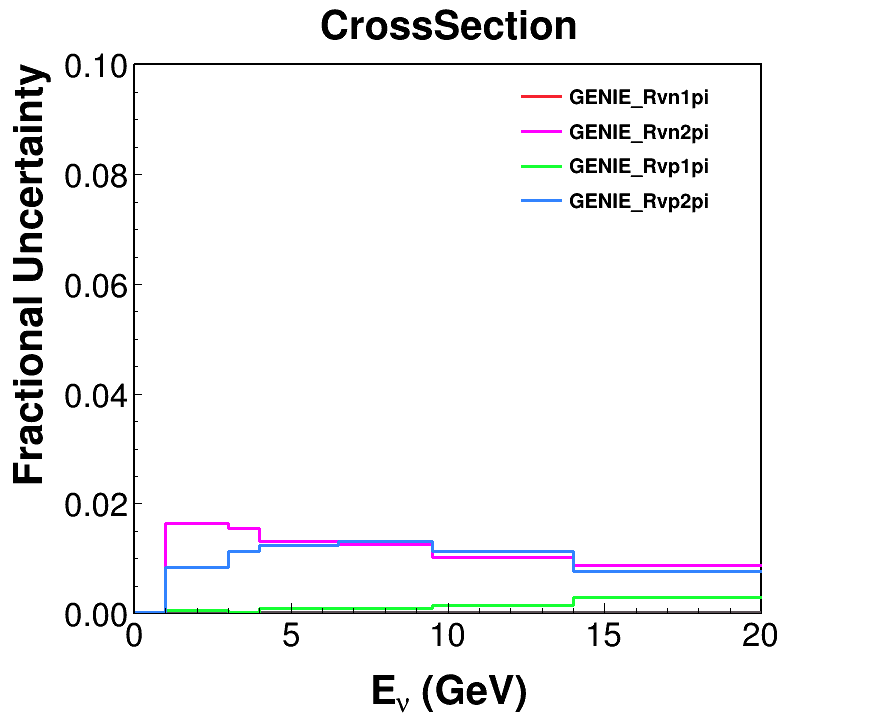 CrossSection
Fractional Uncertainty
0.10
0.08
0.06
0.04
0.02
0.00
GENIE_Rvn1pi
GENIE_Rvn2pi
GENIE_Rvp1pi
GENIE_Rvp2pi
0 5 10 15 20
Eν (GeV)